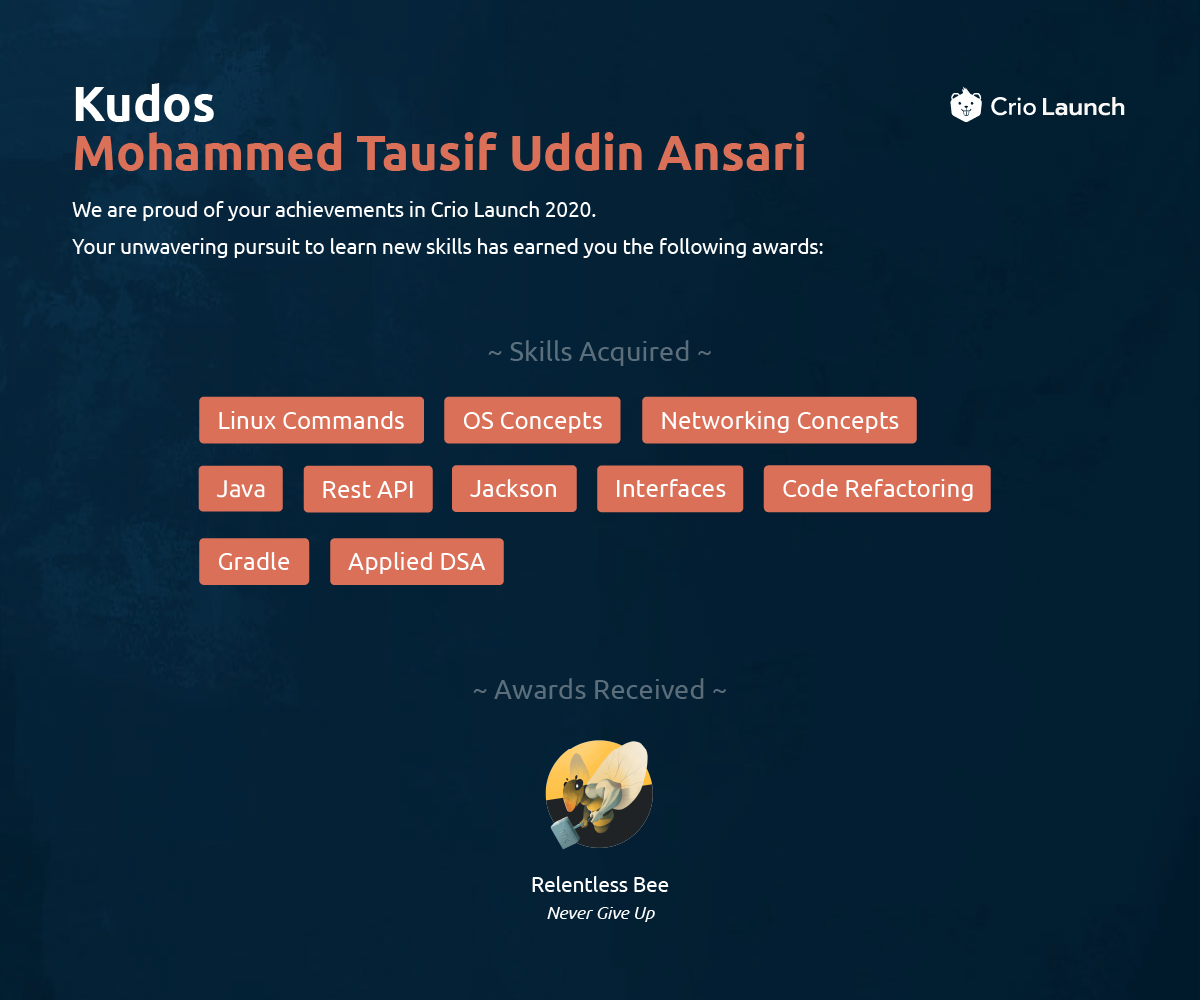 Kudos
Crio Launch
Mohammed Tausif Uddin Ansari
We are proud of your achievements in Crio Launch 2020.
Your unwavering pursuit to learn new skills has earned you the following awards:
~ Skills Acquired ~
Linux Commands OS Concepts Networking Concepts
Java Rest API Jackson Interfaces Code Refactoring
Gradle Applied DSA
~ Awards Received ~
Relentless Bee
Never Give Up